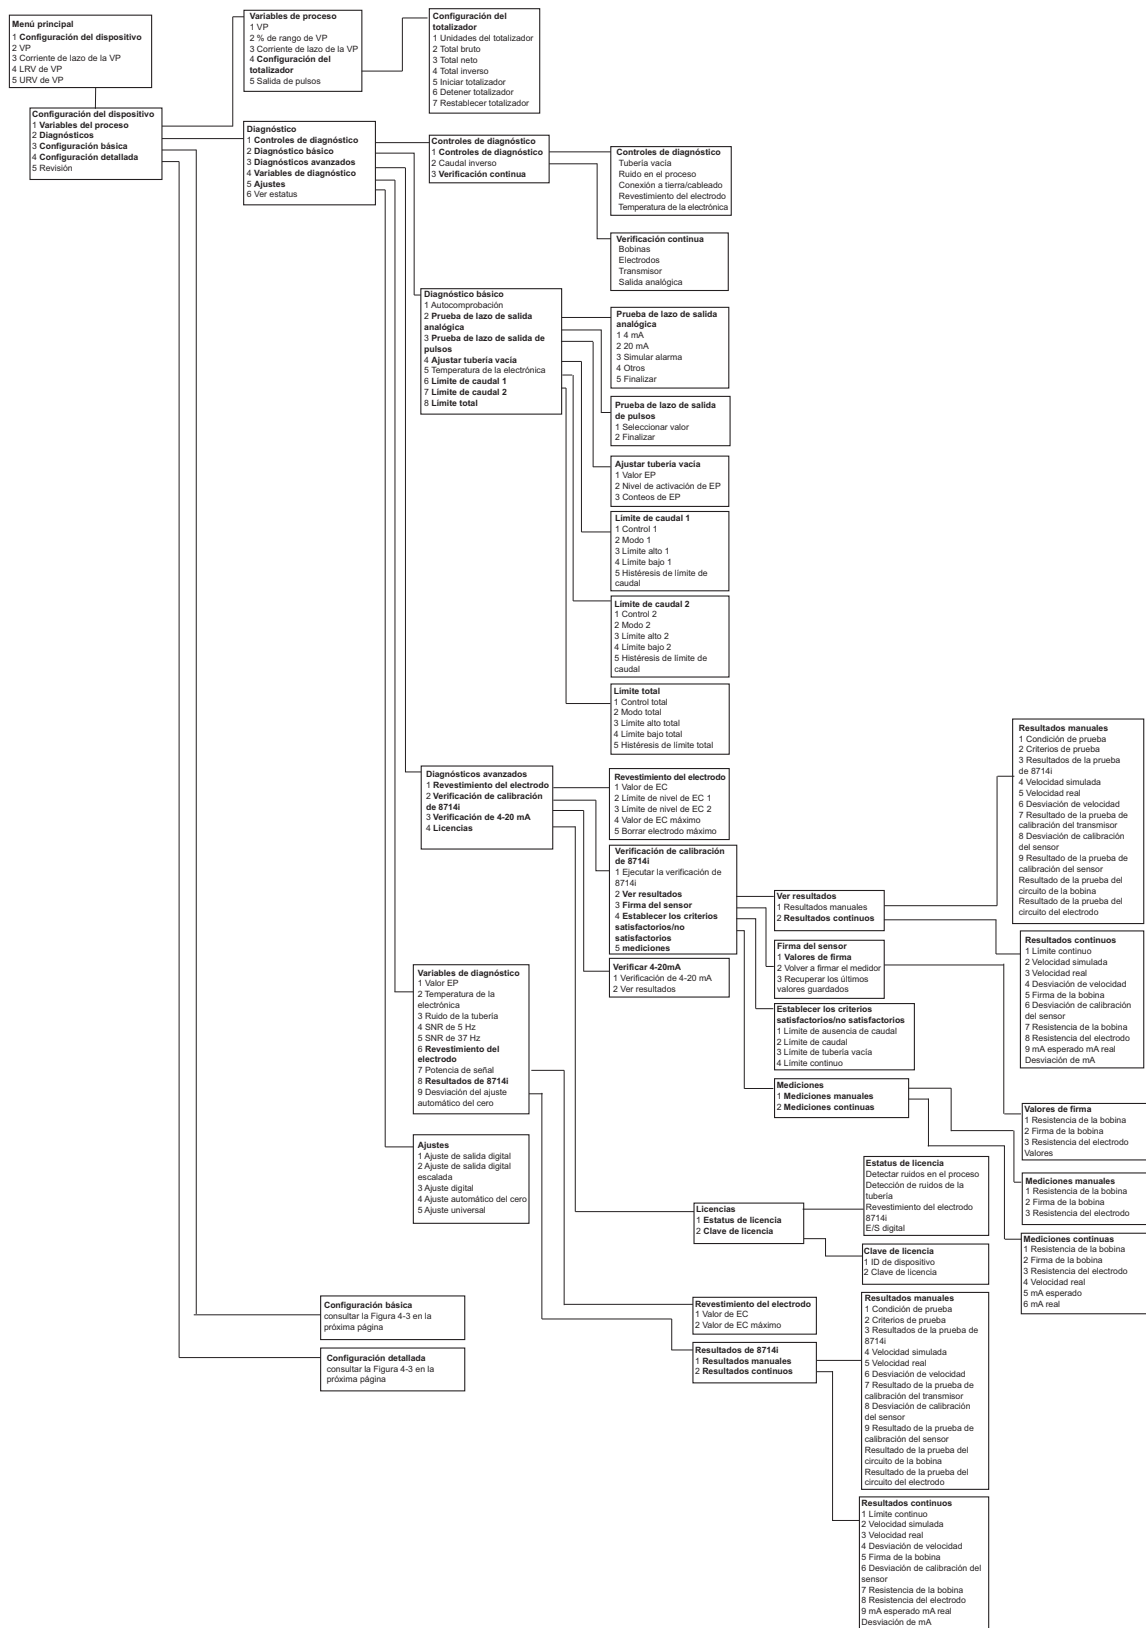 Menú principal
1 Configuración del dispositivo
2 VP
3 Corriente de lazo de la VP
4 LRV de VP
5 URV de VP
Variables de proceso
1 VP
2 % de rango de VP
3 Corriente de lazo de la VP
4 Configuración del
totalizador
5 Salida de pulsos
Configuración del
totalizador
1 Unidades del totalizador
2 Total bruto
3 Total neto
4 Total inverso
5 Iniciar totalizador
6 Detener totalizador
7 Restablecer totalizador
Configuración del dispositivo
1 Variables del proceso
2 Diagnósticos
3 Configuración básica
4 Configuración detallada
5 Revisión
Diagnóstico
1 Controles de diagnóstico
2 Diagnóstico básico
3 Diagnósticos avanzados
4 Variables de diagnóstico
5 Ajustes
6 Ver estatus
Controles de diagnóstico
1 Controles de diagnóstico
2 Caudal inverso
3 Verificación continua
Controles de diagnóstico
Tubería vacía
Ruido en el proceso
Conexión a tierra/cableado
Revestimiento del electrodo
Temperatura de la electrónica
Verificación continua
Bobinas
Electrodos
Transmisor
Salida analógica
Diagnóstico básico
1 Autocomprobación
2 Prueba de lazo de salida
analógica
3 Prueba de lazo de salida de
pulsos
4 Ajustar tubería vacía
5 Temperatura de la electrónica
6 Límite de caudal 1
7 Límite de caudal 2
8 Límite total
Prueba de lazo de salida
analógica
1 4 mA
2 20 mA
3 Simular alarma
4 Otros
5 Finalizar
Prueba de lazo de salida
de pulsos
1 Seleccionar valor
2 Finalizar
Ajustar tubería vacía
1 Valor EP
2 Nivel de activación de EP
3 Conteos de EP
Límite de caudal 1
1 Control 1
2 Modo 1
3 Límite alto 1
4 Límite bajo 1
5 Histéresis de límite de
caudal
Límite de caudal 2
1 Control 2
2 Modo 2
3 Límite alto 2
4 Límite bajo 2
5 Histéresis de límite de
caudal
Límite total
1 Control total
2 Modo total
3 Límite alto total
4 Límite bajo total
5 Histéresis de límite total
Diagnósticos avanzados
1 Revestimiento del electrodo
2 Verificación de calibración
de 8714i
3 Verificación de 4-20 mA
4 Licencias
Revestimiento del electrodo
1 Valor de EC
2 Límite de nivel de EC 1
3 Límite de nivel de EC 2
4 Valor de EC máximo
5 Borrar electrodo máximo
Verificación de calibración
de 8714i
1 Ejecutar la verificación de
8714i
2 Ver resultados
3 Firma del sensor
4 Establecer los criterios
satisfactorios/no
satisfactorios
5 mediciones
Verificar 4-20mA
1 Verificación de 4-20 mA
2 Ver resultados
Ver resultados
1 Resultados manuales
2 Resultados continuos
Firma del sensor
1 Valores de firma
2 Volver a firmar el medidor
3 Recuperar los últimos
valores guardados
Establecer los criterios
satisfactorios/no satisfactorios
1 Límite de ausencia de caudal
2 Límite de caudal
3 Límite de tubería vacía
4 Límite continuo
Mediciones
1 Mediciones manuales
2 Mediciones continuas
Resultados manuales
1 Condición de prueba
2 Criterios de prueba
3 Resultados de la prueba
de 8714i
4 Velocidad simulada
5 Velocidad real
6 Desviación de velocidad
7 Resultado de la prueba de
calibración del transmisor
8 Desviación de calibración
del sensor
9 Resultado de la prueba de
calibración del sensor
Resultado de la prueba del
circuito de la bobina
Resultado de la prueba del
circuito del electrodo
Resultados continuos
1 Límite continuo
2 Velocidad simulada
3 Velocidad real
4 Desviación de velocidad
5 Firma de la bobina
6 Desviación de calibración
del sensor
7 Resistencia de la bobina
8 Resistencia del electrodo
9 mA esperado mA real
Desviación de mA
Valores de firma
1 Resistencia de la bobina
2 Firma de la bobina
3 Resistencia del electrodo
Valores
Mediciones manuales
1 Resistencia de la bobina
2 Firma de la bobina
3 Resistencia del electrodo
Mediciones continuas
1 Resistencia de la bobina
2 Firma de la bobina
3 Resistencia del electrodo
4 Velocidad real
5 mA esperado
6 mA real
Variables de diagnóstico
1 Valor EP
2 Temperatura de la
electrónica
3 Ruido de la tubería
4 SNR de 5 Hz
5 SNR de 37 Hz
6 Revestimiento del
electrodo
7 Potencia de señal
8 Resultados de 8714i
9 Desviación del ajuste
automático del cero
Ajustes
1 Ajuste de salida digital
2 Ajuste de salida digital
escalada
3 Ajuste digital
4 Ajuste automático del cero
5 Ajuste universal
Licencias
1 Estatus de licencia
2 Clave de licencia
Estatus de licencia
Detectar ruidos en el proceso
Detección de ruidos de la
tubería
Revestimiento del electrodo
8714i
E/S digital
Clave de licencia
1 ID de dispositivo
2 Clave de licencia
Configuración básica
consultar la Figura 4-3 en la
próxima página
Configuración detallada
consultar la Figura 4-3 en la
próxima página
Revestimiento del electrodo
1 Valor de EC
2 Valor de EC máximo
Resultados de 8714i
1 Resultados manuales
2 Resultados continuos
Resultados manuales
1 Condición de prueba
2 Criterios de prueba
3 Resultados de la prueba de
8714i
4 Velocidad simulada
5 Velocidad real
6 Desviación de velocidad
7 Resultado de la prueba de
calibración del transmisor
8 Desviación de calibración
del sensor
9 Resultado de la prueba de
calibración del sensor
Resultado de la prueba del
circuito de la bobina
Resultado de la prueba del
circuito del electrodo
Resultados continuos
1 Límite continuo
2 Velocidad simulada
3 Velocidad real
4 Desviación de velocidad
5 Firma de la bobina
6 Desviación de calibración del
sensor
7 Resistencia de la bobina
8 Resistencia del electrodo
9 mA esperado mA real
Desviación de mA